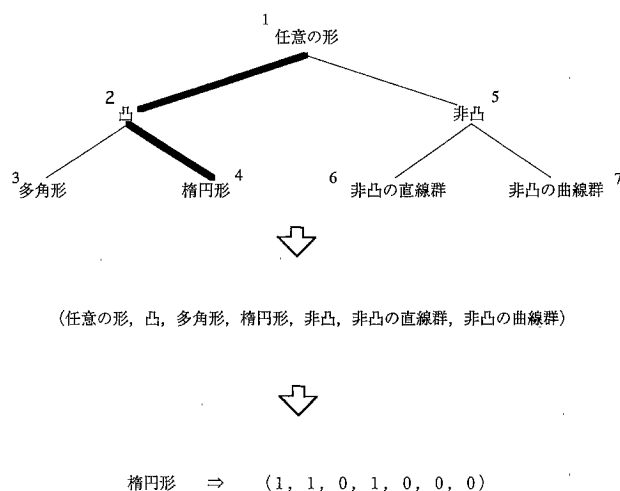 1
任意の形
2
凸
5
非凸
3
多角形
4
楕円形
6
非凸の直線群
7
非凸の曲線群
(任意の形, 凸, 多角形, 楕円形, 非凸, 非凸の直線群, 非凸の曲線群)
楕円形 ⇒ (1, 1, 0, 1, 0, 0, 0)